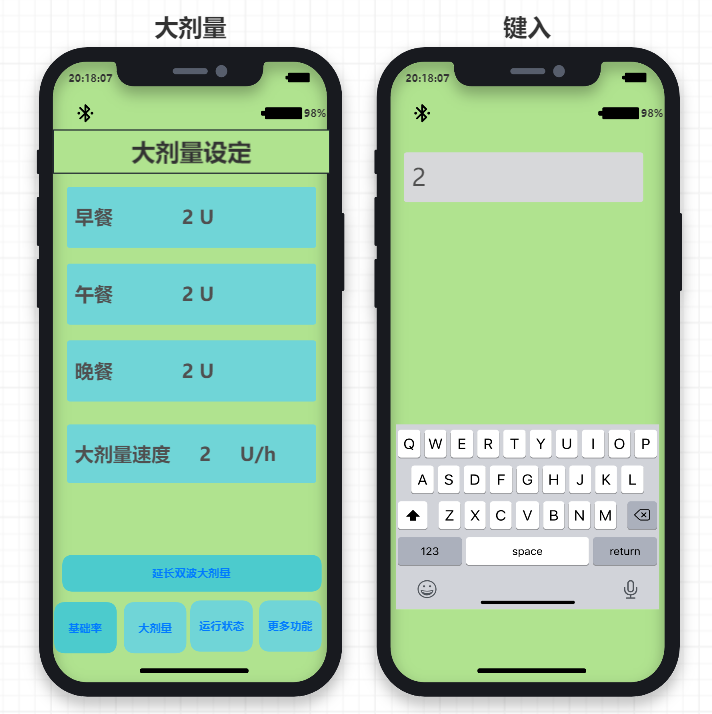 大剂量
20:18:07
98%
大剂量设定
早餐 2 U
午餐 2 U
晚餐 2 U
大剂量速度 2 U/h
延长双波大剂量
基础率 大剂量 运行状态 更多功能
键入
20:18:07
98%
2
Q W E R T Y U I O P
A S D F G H J K L
Z X C V B N M
123 space return